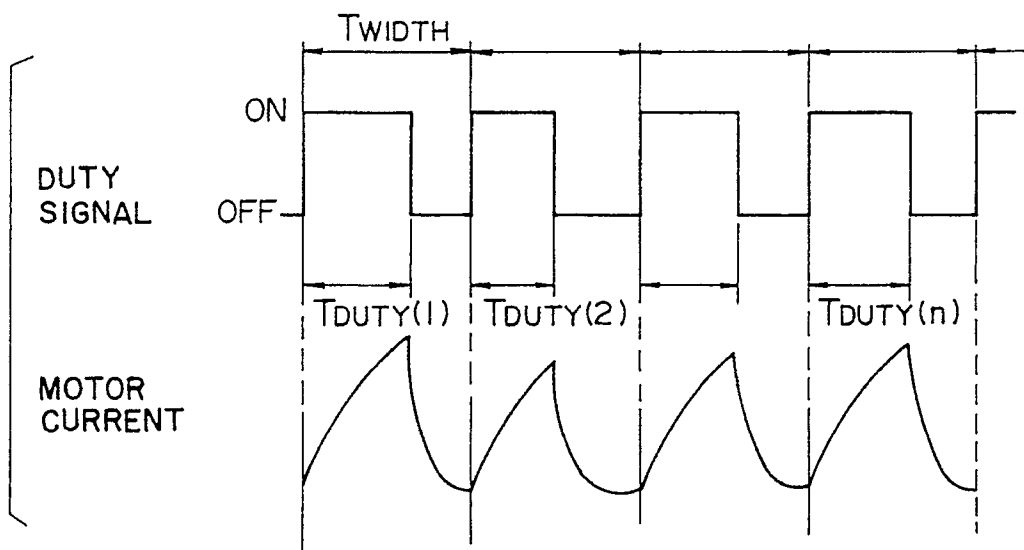 TWIDTH
ON
DUTY
SIGNAL
OFF
TDUTY(1)
TDUTY(2)
TDUTY(n)
MOTOR
CURRENT